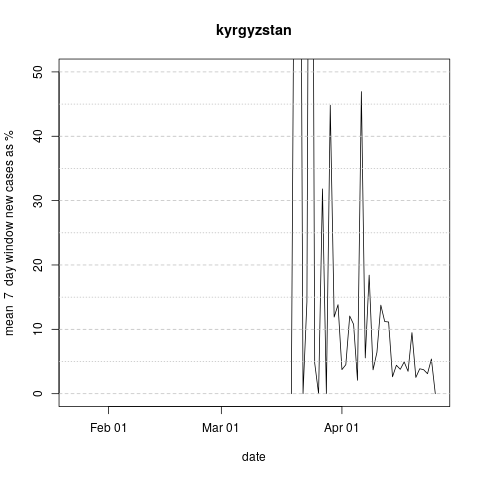 kyrgyzstan
mean 7 day window new cases as %
50
40
30
20
10
0
Feb 01
Mar 01
Apr 01
date